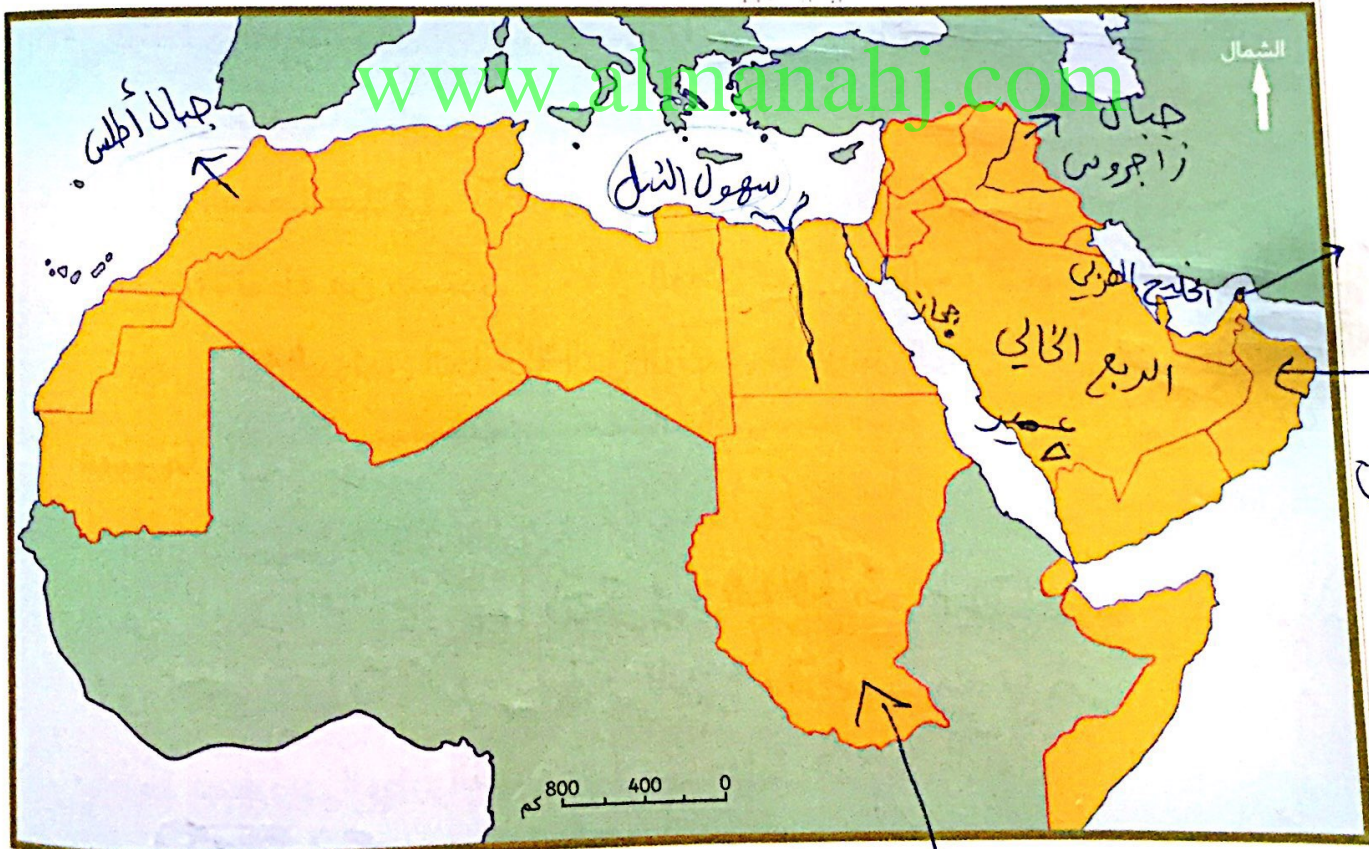 www.almanahj.com
الشمال
جبال أطلس
جبال
زاجروس
سهول النيل
الخليج العربي
حجاز
الربع الخالي
عسير
800 400 0
كم